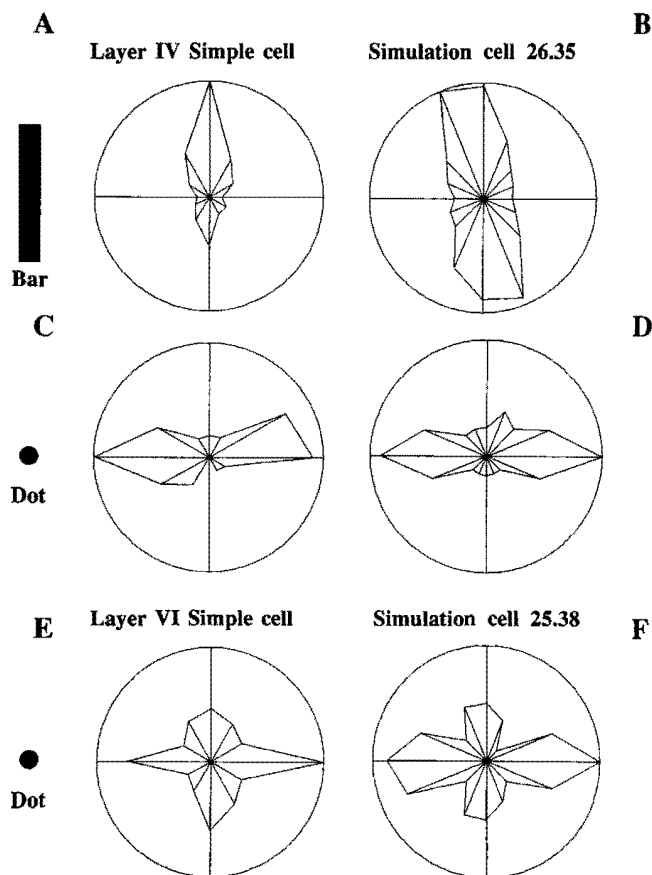 A
B
Layer IV Simple cell
Simulation cell 26.35
Bar
C
D
Dot
E
Layer VI Simple cell
Simulation cell 25.38
F
Dot